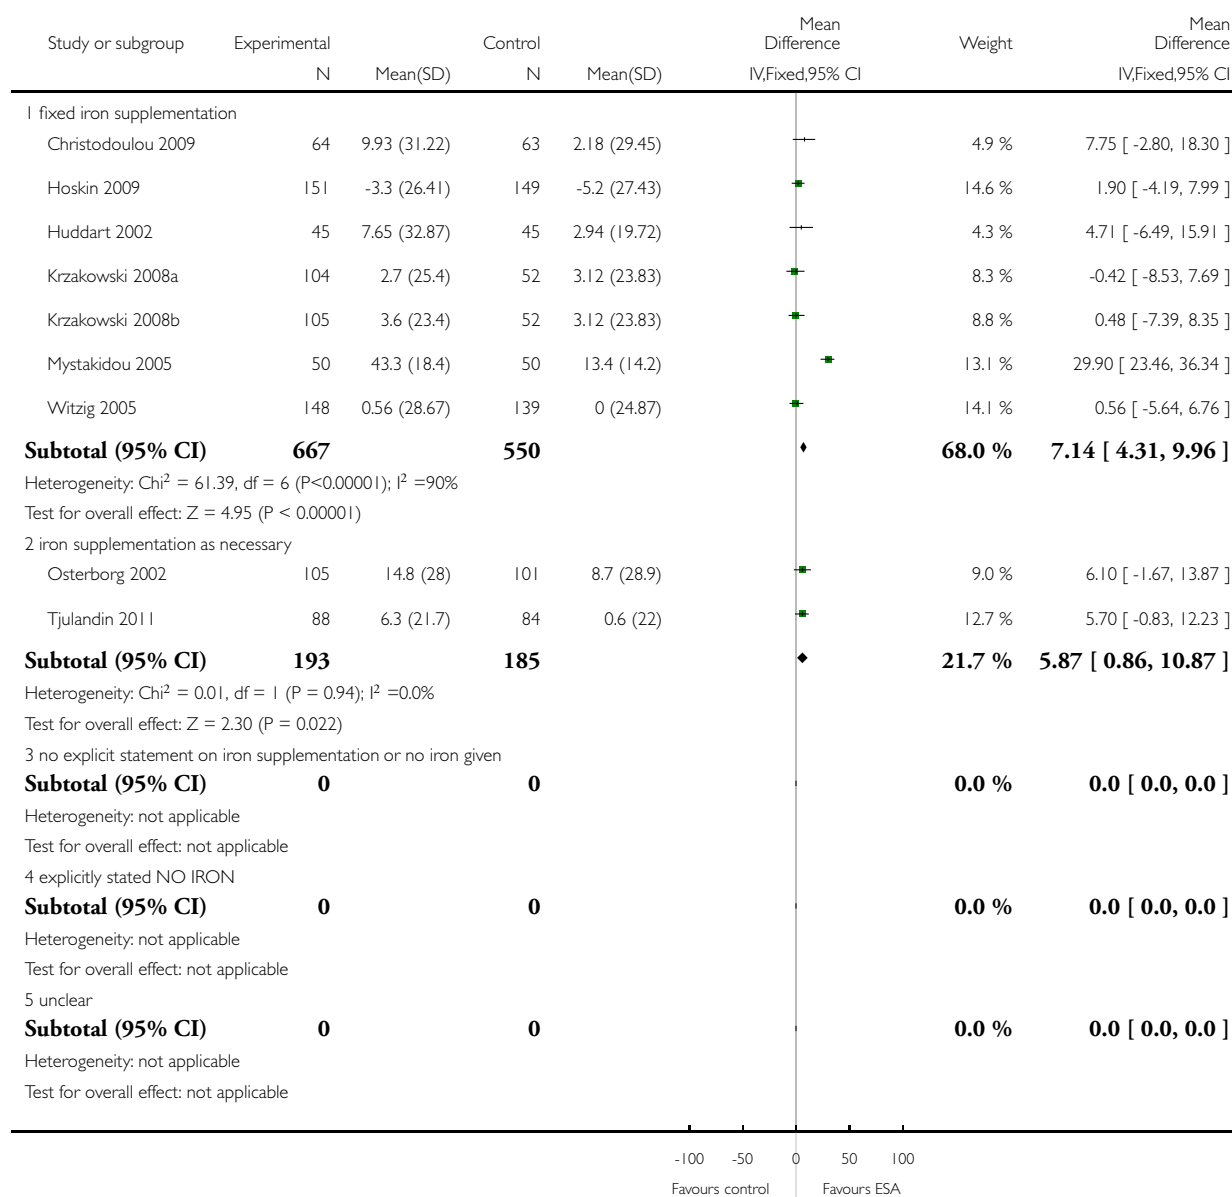 Mean Mean
Study or subgroup Experimental Control Difference Weight Difference
N Mean(SD) N Mean(SD) IV,Fixed,95% CI IV,Fixed,95% CI
1 fixed iron supplementation
Christodoulou 2009 64 9.93 (31.22) 63 2.18 (29.45) 4.9 % 7.75 [ -2.80, 18.30 ]
Hoskin 2009 151 -3.3 (26.41) 149 -5.2 (27.43) 14.6 % 1.90 [ -4.19, 7.99 ]
Huddart 2002 45 7.65 (32.87) 45 2.94 (19.72) 4.3 % 4.71 [ -6.49, 15.91 ]
Krzakowski 2008a 104 2.7 (25.4) 52 3.12 (23.83) 8.3 % -0.42 [ -8.53, 7.69 ]
Krzakowski 2008b 105 3.6 (23.4) 52 3.12 (23.83) 8.8 % 0.48 [ -7.39, 8.35 ]
Mystakidou 2005 50 43.3 (18.4) 50 13.4 (14.2) 13.1 % 29.90 [ 23.46, 36.34 ]
Witzig 2005 148 0.56 (28.67) 139 0 (24.87) 14.1 % 0.56 [ -5.64, 6.76 ]
Subtotal (95% CI) 667 550 68.0 % 7.14 [ 4.31, 9.96 ]
Heterogeneity: Chi² = 61.39, df = 6 (P<0.00001); I² =90%
Test for overall effect: Z = 4.95 (P < 0.00001)
2 iron supplementation as necessary
Osterborg 2002 105 14.8 (28) 101 8.7 (28.9) 9.0 % 6.10 [ -1.67, 13.87 ]
Tjulandin 2011 88 6.3 (21.7) 84 0.6 (22) 12.7 % 5.70 [ -0.83, 12.23 ]
Subtotal (95% CI) 193 185 21.7 % 5.87 [ 0.86, 10.87 ]
Heterogeneity: Chi² = 0.01, df = 1 (P = 0.94); I² =0.0%
Test for overall effect: Z = 2.30 (P = 0.022)
3 no explicit statement on iron supplementation or no iron given
Subtotal (95% CI) 0 0 0.0 % 0.0 [ 0.0, 0.0 ]
Heterogeneity: not applicable
Test for overall effect: not applicable
4 explicitly stated NO IRON
Subtotal (95% CI) 0 0 0.0 % 0.0 [ 0.0, 0.0 ]
Heterogeneity: not applicable
Test for overall effect: not applicable
5 unclear
Subtotal (95% CI) 0 0 0.0 % 0.0 [ 0.0, 0.0 ]
Heterogeneity: not applicable
Test for overall effect: not applicable
-100 -50 0 50 100
Favours control Favours ESA